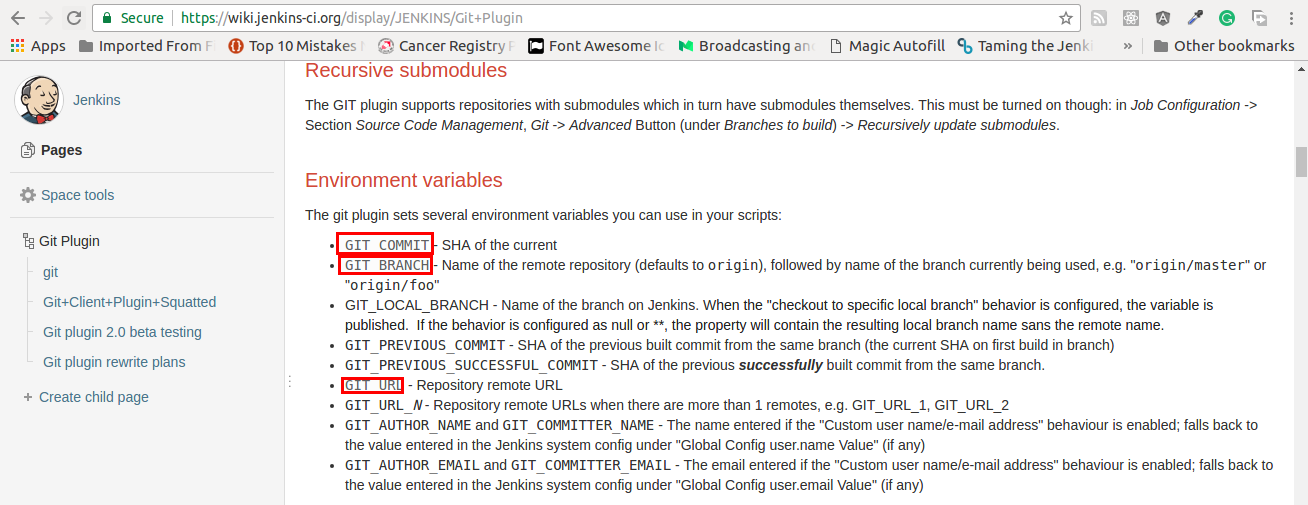 Secure https://wiki.jenkins-ci.org/display/JENKINS/Git+Plugin
Apps Imported From F Top 10 Mistakes Cancer Registry Font Awesome Ic Broadcasting and Magic Autofill Taming the Jenki » Other bookmarks
Jenkins
Pages
Space tools
Git Plugin
git
Git+Client+Plugin+Squatted
Git plugin 2.0 beta testing
Git plugin rewrite plans
+ Create child page
Recursive submodules
The GIT plugin supports repositories with submodules which in turn have submodules themselves. This must be turned on though: in Job Configuration ->
Section Source Code Management, Git -> Advanced Button (under Branches to build) -> Recursively update submodules.
Environment variables
The git plugin sets several environment variables you can use in your scripts:
• GIT_COMMIT - SHA of the current
• GIT_BRANCH - Name of the remote repository (defaults to origin), followed by name of the branch currently being used, e.g. "origin/master" or
"origin/foo"
• GIT_LOCAL_BRANCH - Name of the branch on Jenkins. When the "checkout to specific local branch" behavior is configured, the variable is
published. If the behavior is configured as null or **, the property will contain the resulting local branch name sans the remote name.
• GIT_PREVIOUS_COMMIT - SHA of the previous built commit from the same branch (the current SHA on first build in branch)
• GIT_PREVIOUS_SUCCESSFUL_COMMIT - SHA of the previous successfully built commit from the same branch.
• GIT_URL - Repository remote URL
• GIT_URL_N - Repository remote URLs when there are more than 1 remotes, e.g. GIT_URL_1, GIT_URL_2
• GIT_AUTHOR_NAME and GIT_COMMITTER_NAME - The name entered if the "Custom user name/e-mail address" behaviour is enabled; falls back to
the value entered in the Jenkins system config under "Global Config user.name Value" (if any)
• GIT_AUTHOR_EMAIL and GIT_COMMITTER_EMAIL - The email entered if the "Custom user name/e-mail address" behaviour is enabled; falls back to
the value entered in the Jenkins system config under "Global Config user.email Value" (if any)